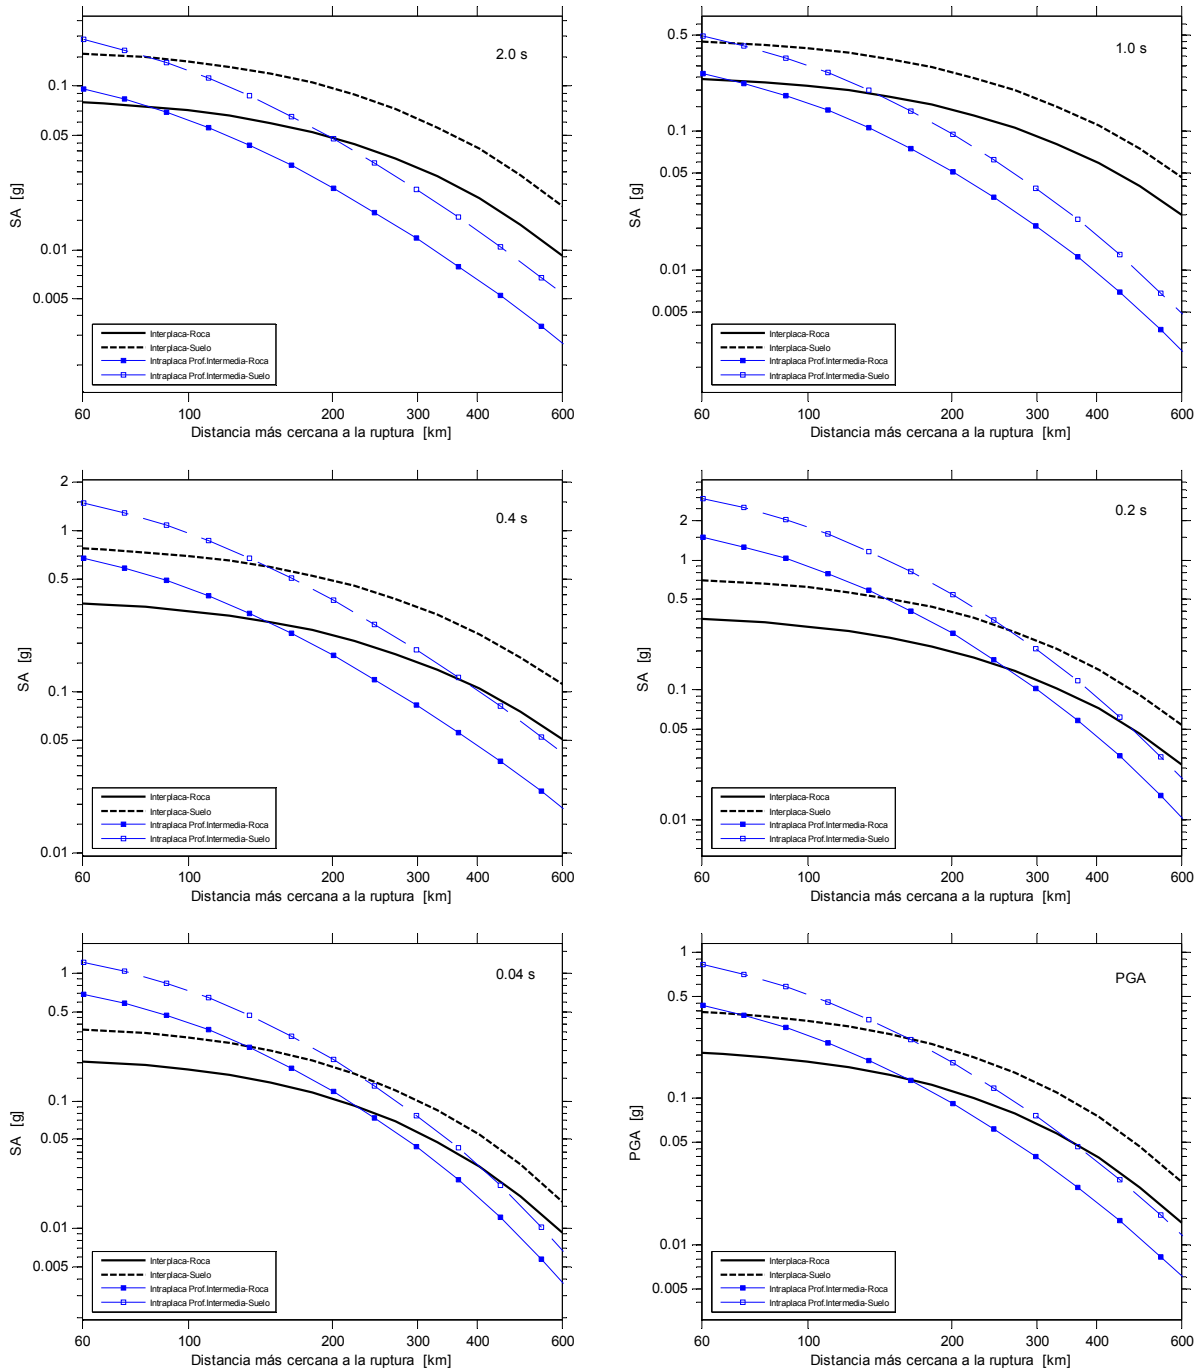 2.0 s
SA [g]
0.1
0.05
0.01
0.005
Interplaca-Roca
Interplaca-Suelo
Intraplaca Prof.Intermedia-Roca
Intraplaca Prof.Intermedia-Suelo
60 100 200 300 400 600
Distancia más cercana a la ruptura [km]
1.0 s
SA [g]
0.5
0.1
0.05
0.01
0.005
Interplaca-Roca
Interplaca-Suelo
Intraplaca Prof.Intermedia-Roca
Intraplaca Prof.Intermedia-Suelo
60 100 200 300 400 600
Distancia más cercana a la ruptura [km]
0.4 s
SA [g]
2
1
0.5
0.1
0.05
0.01
Interplaca-Roca
Interplaca-Suelo
Intraplaca Prof.Intermedia-Roca
Intraplaca Prof.Intermedia-Suelo
60 100 200 300 400 600
Distancia más cercana a la ruptura [km]
0.2 s
SA [g]
2
1
0.5
0.1
0.05
0.01
Interplaca-Roca
Interplaca-Suelo
Intraplaca Prof.Intermedia-Roca
Intraplaca Prof.Intermedia-Suelo
60 100 200 300 400 600
Distancia más cercana a la ruptura [km]
0.04 s
SA [g]
1
0.5
0.1
0.05
0.01
0.005
Interplaca-Roca
Interplaca-Suelo
Intraplaca Prof.Intermedia-Roca
Intraplaca Prof.Intermedia-Suelo
60 100 200 300 400 600
Distancia más cercana a la ruptura [km]
PGA
PGA [g]
1
0.5
0.1
0.05
0.01
0.005
Interplaca-Roca
Interplaca-Suelo
Intraplaca Prof.Intermedia-Roca
Intraplaca Prof.Intermedia-Suelo
60 100 200 300 400 600
Distancia más cercana a la ruptura [km]